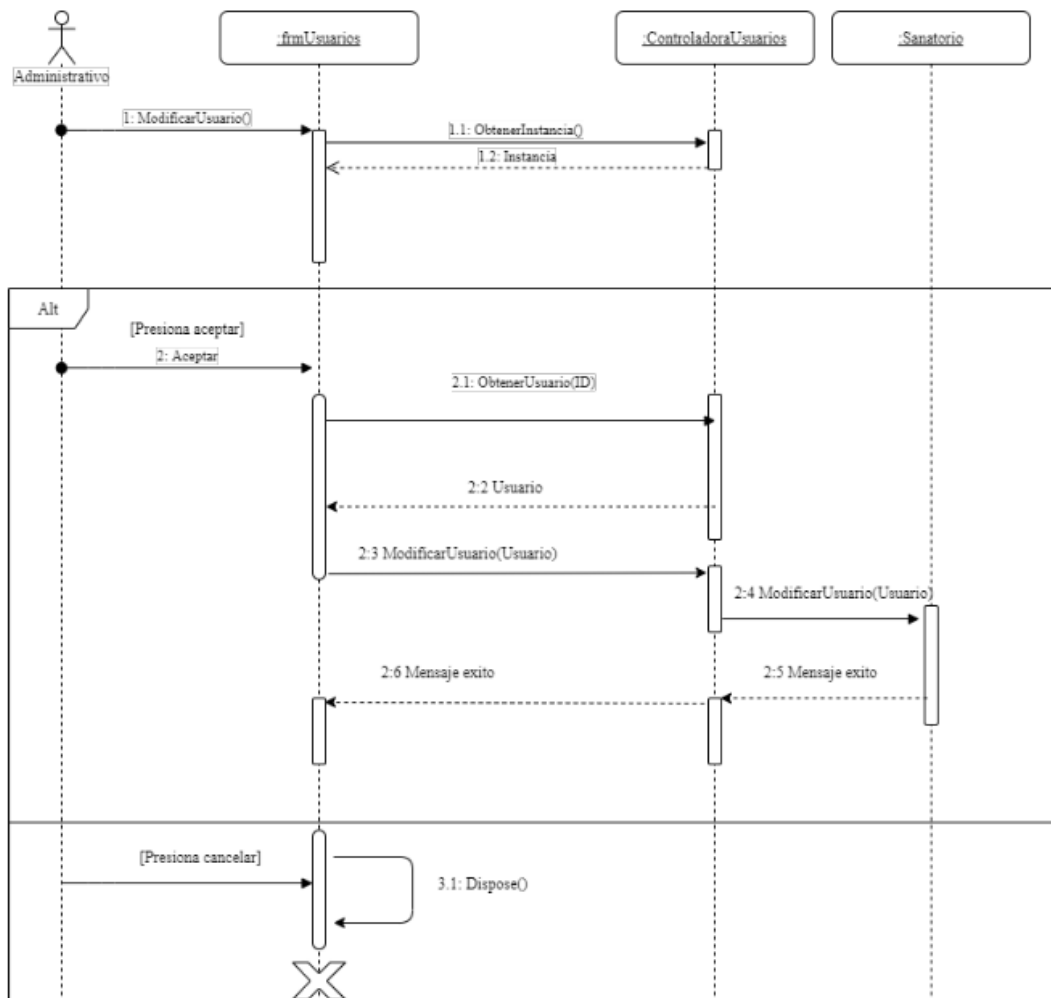 :frmUsuarios
:ControladoraUsuarios
:Sanatorio
Administrativo
1: ModificarUsuario()
1.1: ObtenerInstancia()
1.2: Instancia
Alt
[Presiona aceptar]
2: Aceptar
2.1: ObtenerUsuario(ID)
2:2 Usuario
2:3 ModificarUsuario(Usuario)
2:4 ModificarUsuario(Usuario)
2:5 Mensaje exito
2:6 Mensaje exito
[Presiona cancelar]
3.1: Dispose()